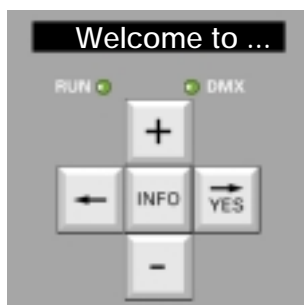 Welcome to ...
RUN DMX
+
← INFO → YES
-